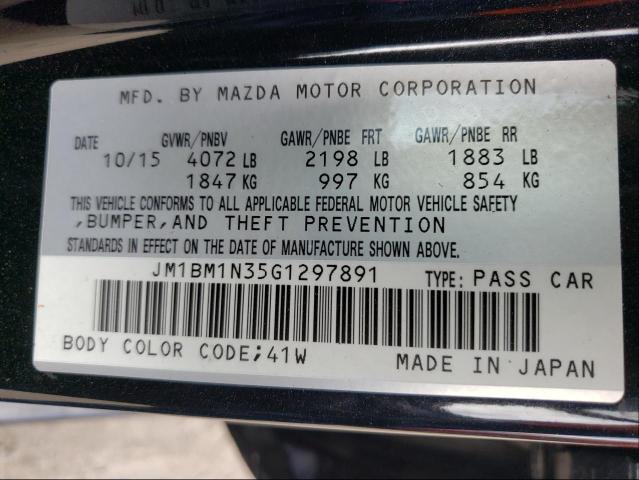 MFD. BY MAZDA MOTOR CORPORATION
DATE GVWR/PNBV GAWR/PNBE FRT GAWR/PNBE RR
10/15 4072 LB 2198 LB 1883 LB
1847 KG 997 KG 854 KG
THIS VEHICLE CONFORMS TO ALL APPLICABLE FEDERAL MOTOR VEHICLE SAFETY
,BUMPER,AND THEFT PREVENTION
STANDARDS IN EFFECT ON THE DATE OF MANUFACTURE SHOWN ABOVE.
JM1BM1N35G1297891 TYPE: PASS CAR
BODY COLOR CODE;41W MADE IN JAPAN